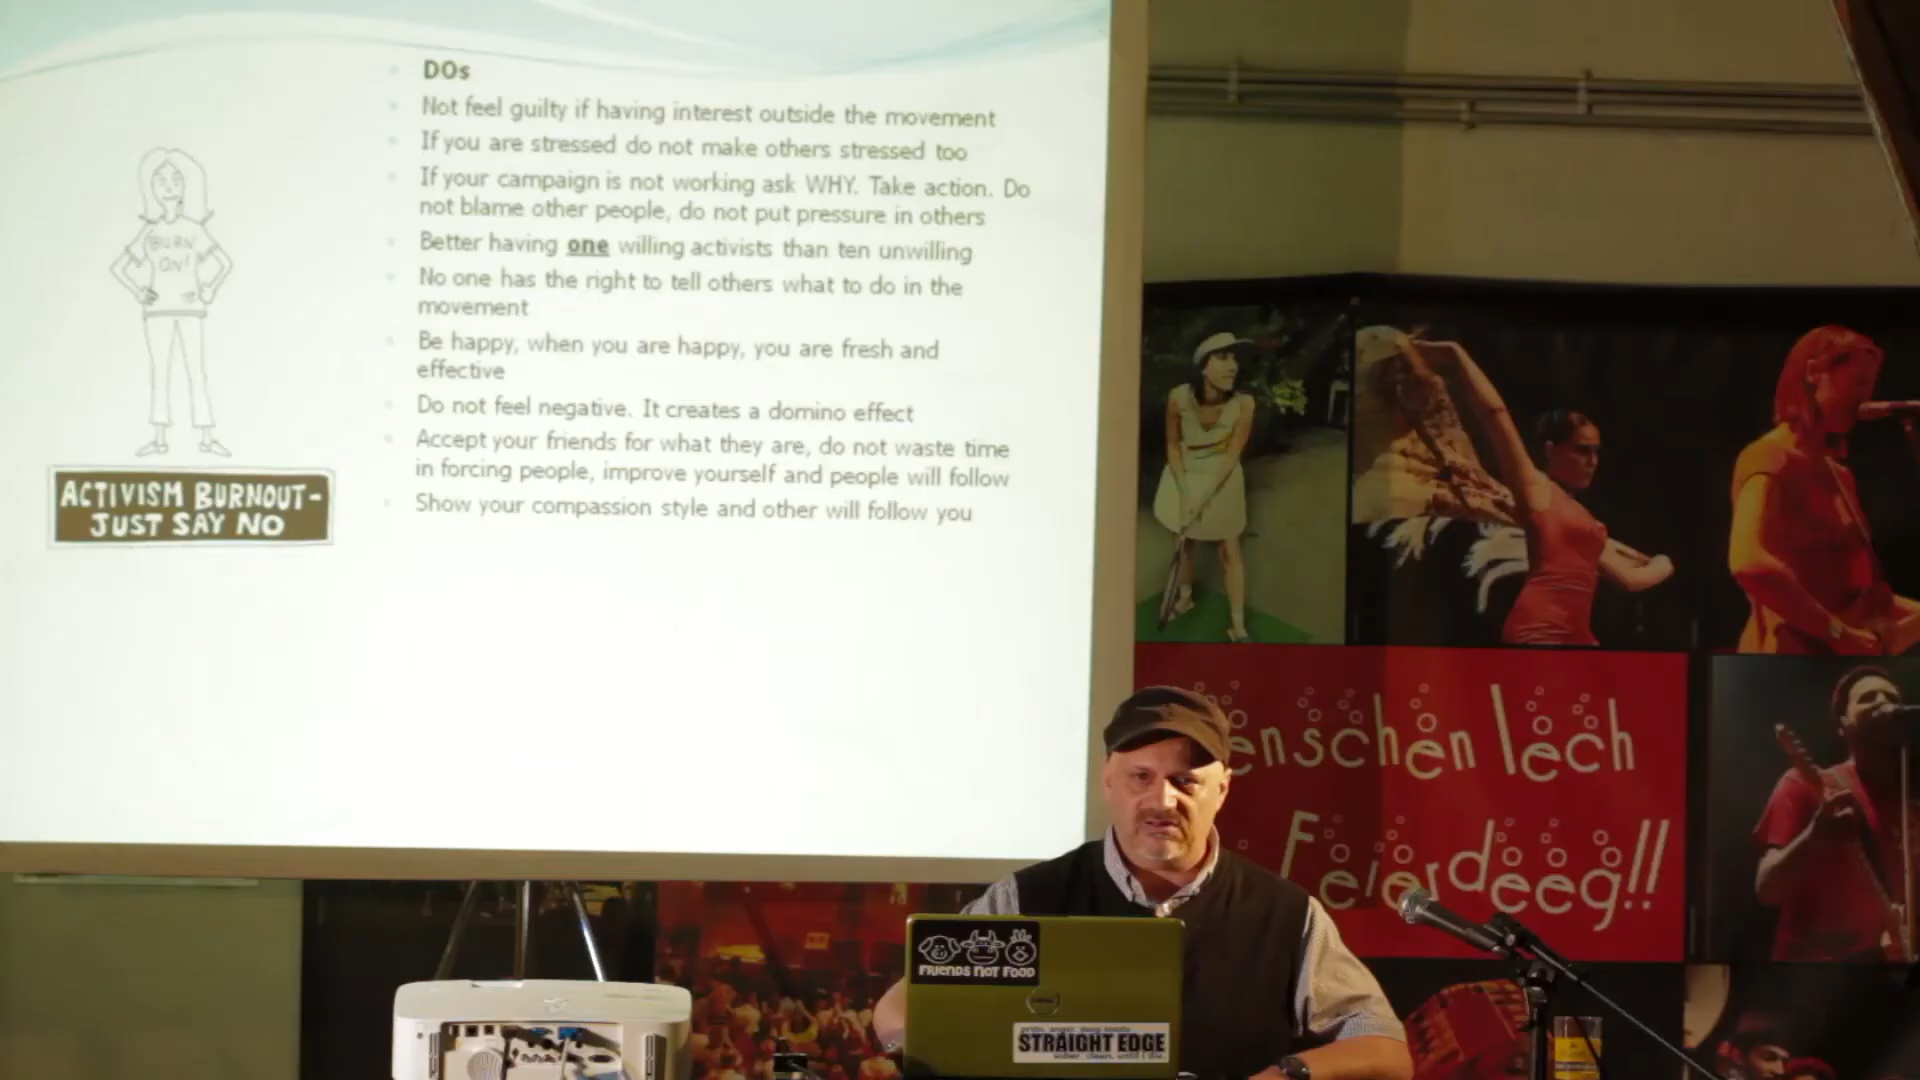 DOs
Not feel guilty if having interest outside the movement
If you are stressed do not make others stressed too
If your campaign is not working ask WHY. Take action. Do
not blame other people, do not put pressure in others
Better having one willing activists than ten unwilling
No one has the right to tell others what to do in the
movement
Be happy, when you are happy, you are fresh and
effective
Do not feel negative. It creates a domino effect
Accept your friends for what they are, do not waste time
in forcing people, improve yourself and people will follow
Show your compassion style and other will follow you
BURN
ON!
ACTIVISM BURNOUT-
JUST SAY NO
enschen lech
Feierdeeg!!
FRIENDS NOT FOOD
DELL
STRAIGHT EDGE